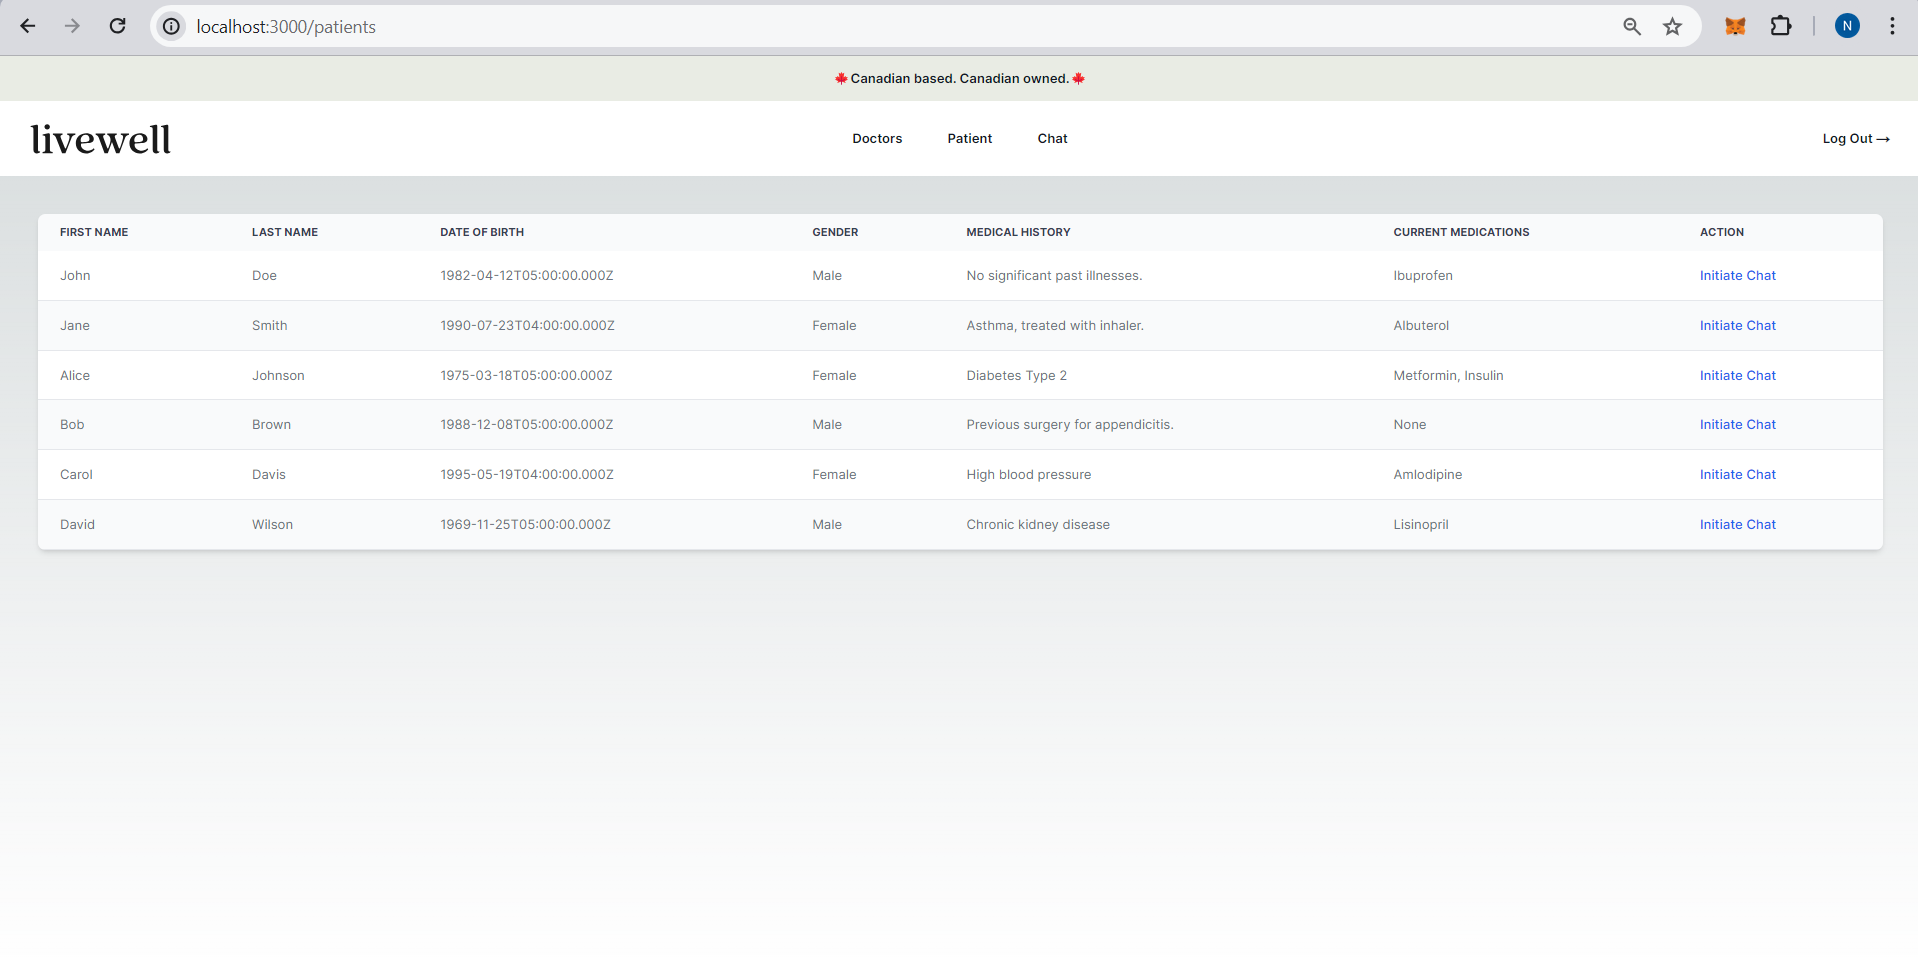 localhost:3000/patients
N
Canadian based. Canadian owned.
livewell Doctors Patient Chat Log Out →
FIRST NAME LAST NAME DATE OF BIRTH GENDER MEDICAL HISTORY CURRENT MEDICATIONS ACTION
John Doe 1982-04-12T05:00:00.000Z Male No significant past illnesses. Ibuprofen Initiate Chat
Jane Smith 1990-07-23T04:00:00.000Z Female Asthma, treated with inhaler. Albuterol Initiate Chat
Alice Johnson 1975-03-18T05:00:00.000Z Female Diabetes Type 2 Metformin, Insulin Initiate Chat
Bob Brown 1988-12-08T05:00:00.000Z Male Previous surgery for appendicitis. None Initiate Chat
Carol Davis 1995-05-19T04:00:00.000Z Female High blood pressure Amlodipine Initiate Chat
David Wilson 1969-11-25T05:00:00.000Z Male Chronic kidney disease Lisinopril Initiate Chat